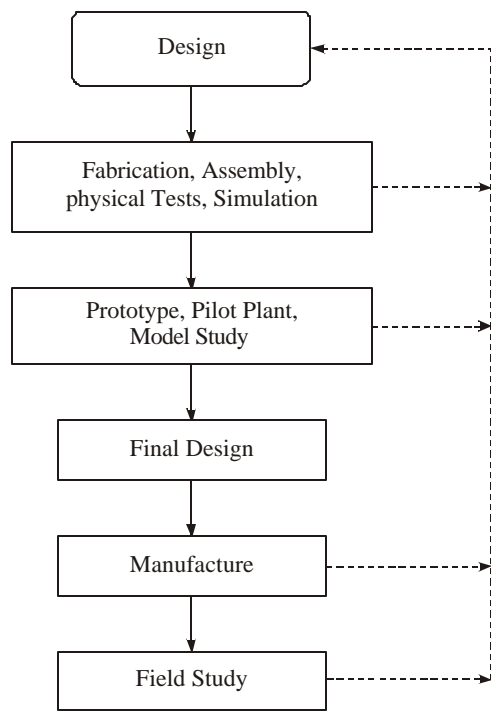 Design
Fabrication, Assembly,
physical Tests, Simulation
Prototype, Pilot Plant,
Model Study
Final Design
Manufacture
Field Study